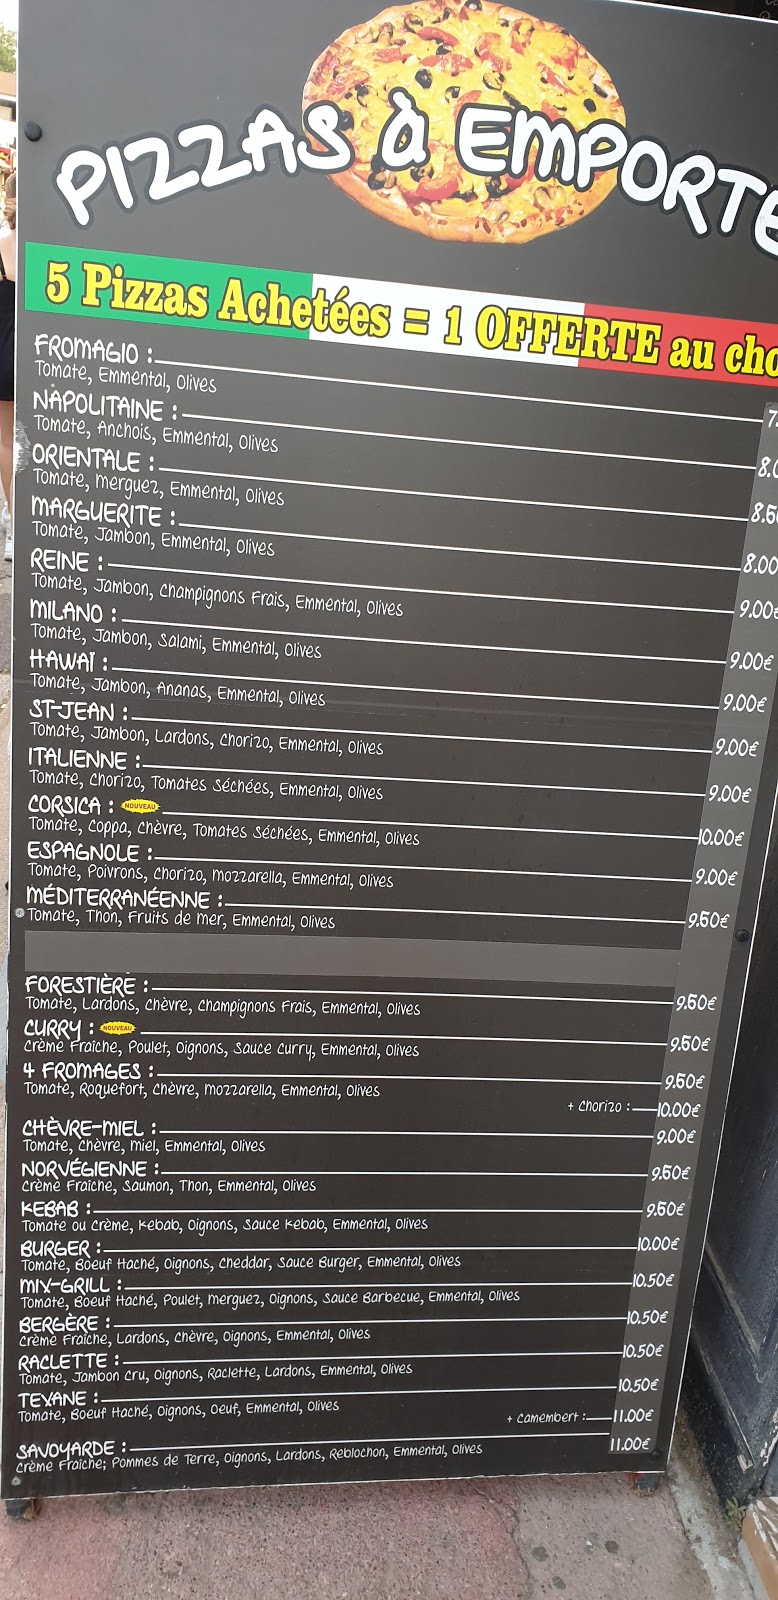 PIZZAS à EMPORTE
5 Pizzas Achetées = 1 OFFERTE au cho
FROMAGIO : 7.
Tomate, Emmental, Olives
NAPOLITAINE : 8.0
Tomate, Anchois, Emmental, Olives
ORIENTALE : 8.50
Tomate, Merguez, Emmental, Olives
MARGUERITE : 8.00
Tomate, Jambon, Emmental, Olives
REINE : 9.00€
Tomate, Jambon, Champignons Frais, Emmental, Olives
MILANO : 9.00€
Tomate, Jambon, Salami, Emmental, Olives
HAWAÏ : 9.00€
Tomate, Jambon, Ananas, Emmental, Olives
ST-JEAN : 9.00€
Tomate, Jambon, Lardons, Chorizo, Emmental, Olives
ITALIENNE : 9.00€
Tomate, Chorizo, Tomates Séchées, Emmental, Olives
CORSICA : NOUVEAU 10.00€
Tomate, Coppa, Chèvre, Tomates Séchées, Emmental, Olives
ESPAGNOLE : 9.00€
Tomate, Poivrons, Chorizo, Mozzarella, Emmental, Olives
MÉDITERRANÉENNE : 9.50€
Tomate, Thon, Fruits de Mer, Emmental, Olives
FORESTIÈRE : 9.50€
Tomate, Lardons, Chèvre, Champignons Frais, Emmental, Olives
CURRY : NOUVEAU 9.50€
Crème Fraîche, Poulet, Oignons, Sauce Curry, Emmental, Olives
4 FROMAGES : 9.50€
Tomate, Roquefort, Chèvre, Mozzarella, Emmental, Olives
+ Chorizo : 10.00€
CHÈVRE-MIEL : 9.00€
Tomate, Chèvre, Miel, Emmental, Olives
NORVÉGIENNE : 9.50€
Crème Fraîche, Saumon, Thon, Emmental, Olives
KEBAB : 9.50€
Tomate ou Crème, Kebab, Oignons, Sauce Kebab, Emmental, Olives
BURGER : 10.00€
Tomate, Boeuf Haché, Oignons, Cheddar, Sauce Burger, Emmental, Olives
MIX-GRILL : 10.50€
Tomate, Boeuf Haché, Poulet, Merguez, Oignons, Sauce Barbecue, Emmental, Olives
BERGÈRE : 10.50€
Crème Fraîche, Lardons, Chèvre, Oignons, Emmental, Olives
RACLETTE : 10.50€
Tomate, Jambon Cru, Oignons, Raclette, Lardons, Emmental, Olives
TEXANE : 10.50€
Tomate, Boeuf Haché, Oignons, Oeuf, Emmental, Olives
+ Camembert : 11.00€
SAVOYARDE : 11.00€
Crème Fraîche; Pommes de Terre, Oignons, Lardons, Reblochon, Emmental, Olives